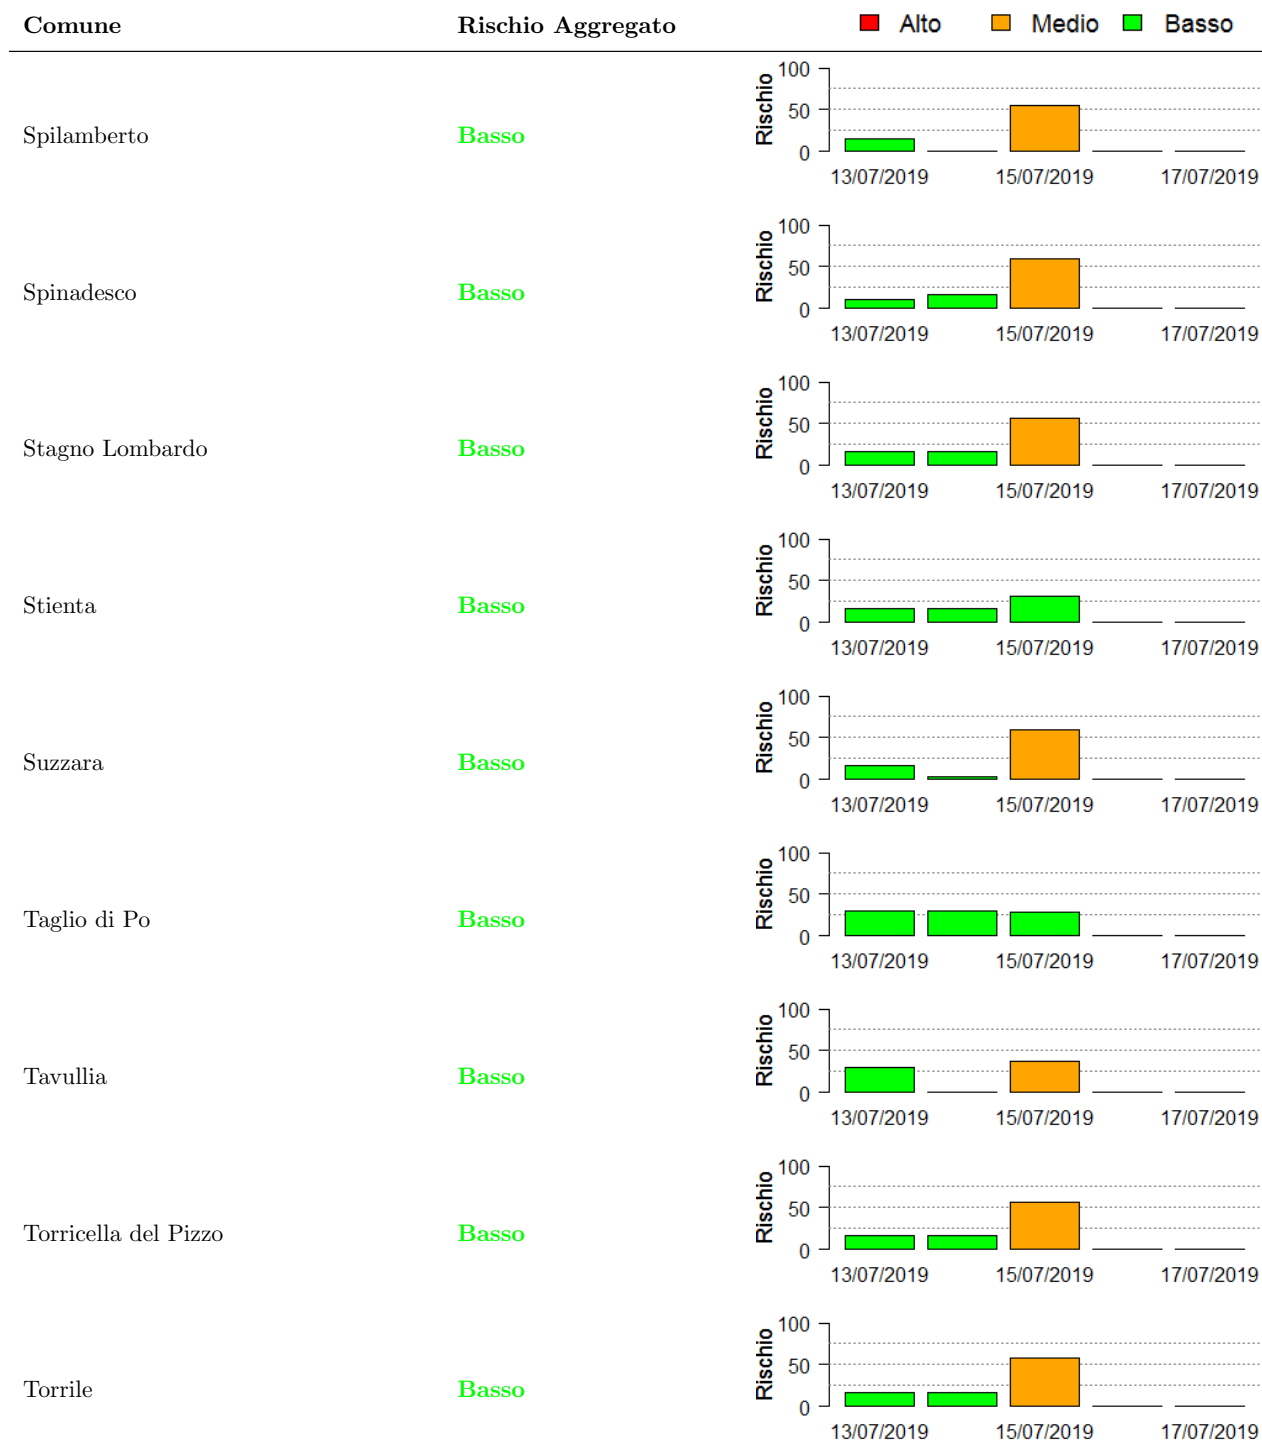 Comune Rischio Aggregato Alto Medio Basso
Spilamberto Basso Rischio 100 50 0
13/07/2019 15/07/2019 17/07/2019
Spinadesco Basso Rischio 100 50 0
13/07/2019 15/07/2019 17/07/2019
Stagno Lombardo Basso Rischio 100 50 0
13/07/2019 15/07/2019 17/07/2019
Stienta Basso Rischio 100 50 0
13/07/2019 15/07/2019 17/07/2019
Suzzara Basso Rischio 100 50 0
13/07/2019 15/07/2019 17/07/2019
Taglio di Po Basso Rischio 100 50 0
13/07/2019 15/07/2019 17/07/2019
Tavullia Basso Rischio 100 50 0
13/07/2019 15/07/2019 17/07/2019
Torricella del Pizzo Basso Rischio 100 50 0
13/07/2019 15/07/2019 17/07/2019
Torrile Basso Rischio 100 50 0
13/07/2019 15/07/2019 17/07/2019